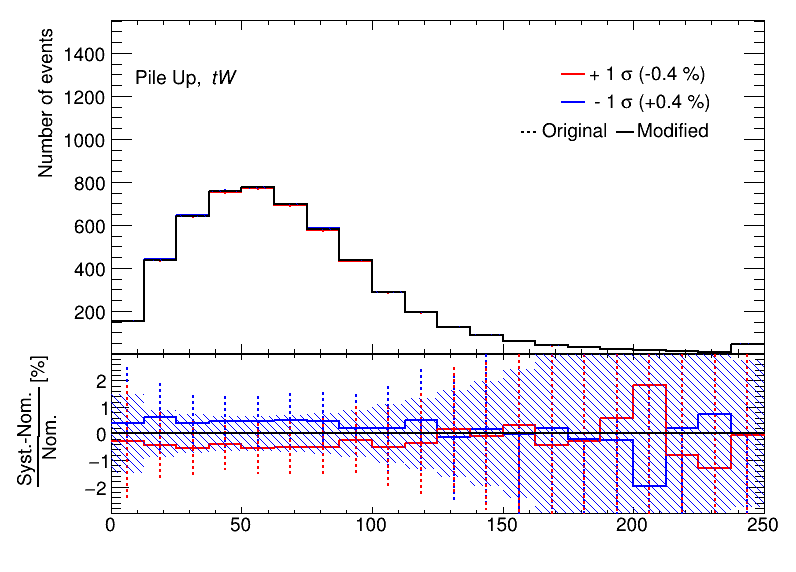 Number of events
1400
1200
1000
800
600
400
200
Pile Up, tW
+ 1 σ (-0.4 %)
- 1 σ (+0.4 %)
Original Modified
Syst.-Nom. [%]
Nom.
2
1
0
−1
−2
0 50 100 150 200 250